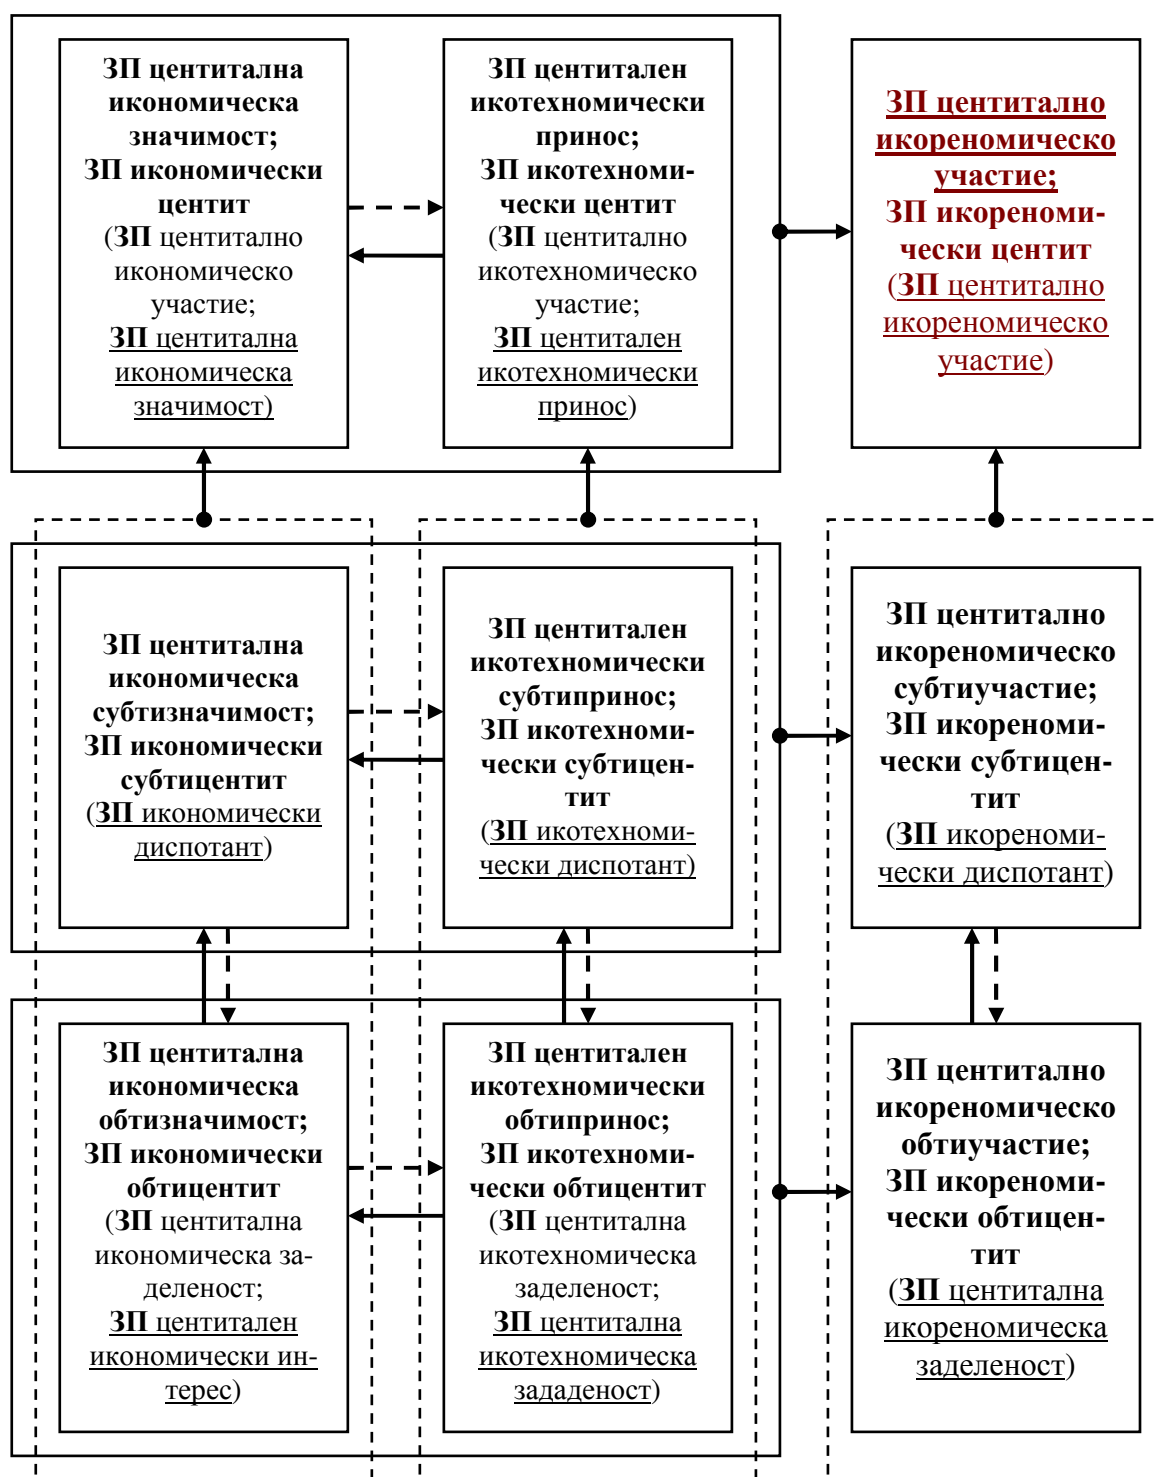 ЗП центитална
икономическа
значимост;
ЗП икономически
центит
(ЗП центитално
икономическо
участие;
ЗП центитална
икономическа
значимост)
ЗП центитален
икотехномически
принос;
ЗП икотехноми-
чески центит
(ЗП центитално
икотехномическо
участие;
ЗП центитален
икотехномически
принос)
ЗП центитално
икореномическо
участие;
ЗП икореноми-
чески центит
(ЗП центитално
икореномическо
участие)
ЗП центитална
икономическа
субтизначимост;
ЗП икономически
субтицентит
(ЗП икономически
диспотант)
ЗП центитален
икотехномически
субтипринос;
ЗП икотехноми-
чески субтицен-
тит
(ЗП икотехноми-
чески диспотант)
ЗП центитално
икореномическо
субтиучастие;
ЗП икореноми-
чески субтицен-
тит
(ЗП икореноми-
чески диспотант)
ЗП центитална
икономическа
обтизначимост;
ЗП икономически
обтицентит
(ЗП центитална
икономическа за-
деленост;
ЗП центитален
икономически ин-
терес)
ЗП центитален
икотехномически
обтипринос;
ЗП икотехноми-
чески обтицентит
(ЗП центитална
икотехномическа
заделеност;
ЗП центитална
икотехномическа
зададеност)
ЗП центитално
икореномическо
обтиучастие;
ЗП икореноми-
чески обтицен-
тит
(ЗП центитална
икореномическа
заделеност)